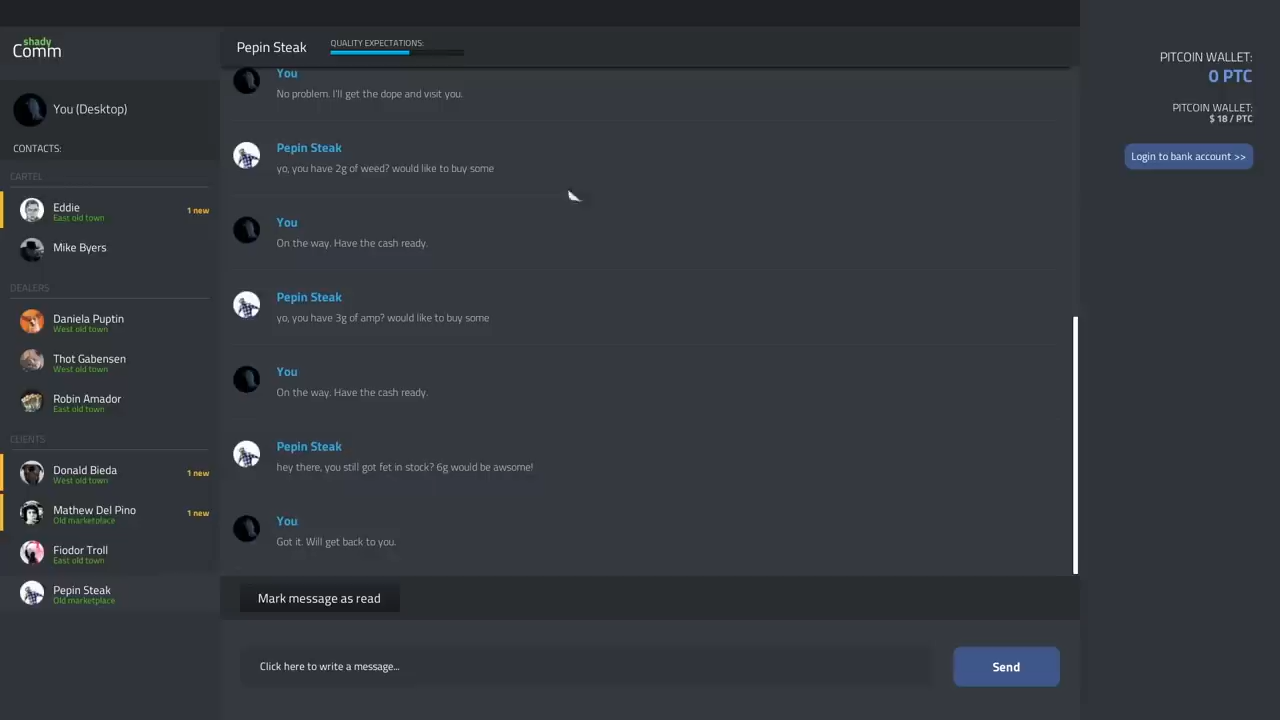 shady
Comm
You (Desktop)
CONTACTS:
CARTEL
Eddie
East old town
1 new
Mike Byers
DEALERS
Daniela Puptin
West old town
Thot Gabensen
West old town
Robin Amador
East old town
CLIENTS
Donald Bieda
West old town
1 new
Mathew Del Pino
Old marketplace
1 new
Fiodor Troll
East old town
Pepin Steak
Old marketplace
Pepin Steak
QUALITY EXPECTATIONS:
You
No problem. I'll get the dope and visit you.
Pepin Steak
yo, you have 2g of weed? would like to buy some
You
On the way. Have the cash ready.
Pepin Steak
yo, you have 3g of amp? would like to buy some
You
On the way. Have the cash ready.
Pepin Steak
hey there, you still got fet in stock? 6g would be awsome!
You
Got it. Will get back to you.
Mark message as read
Click here to write a message...
Send
PITCOIN WALLET:
0 PTC
PITCOIN WALLET:
$ 18 / PTC
Login to bank account >>